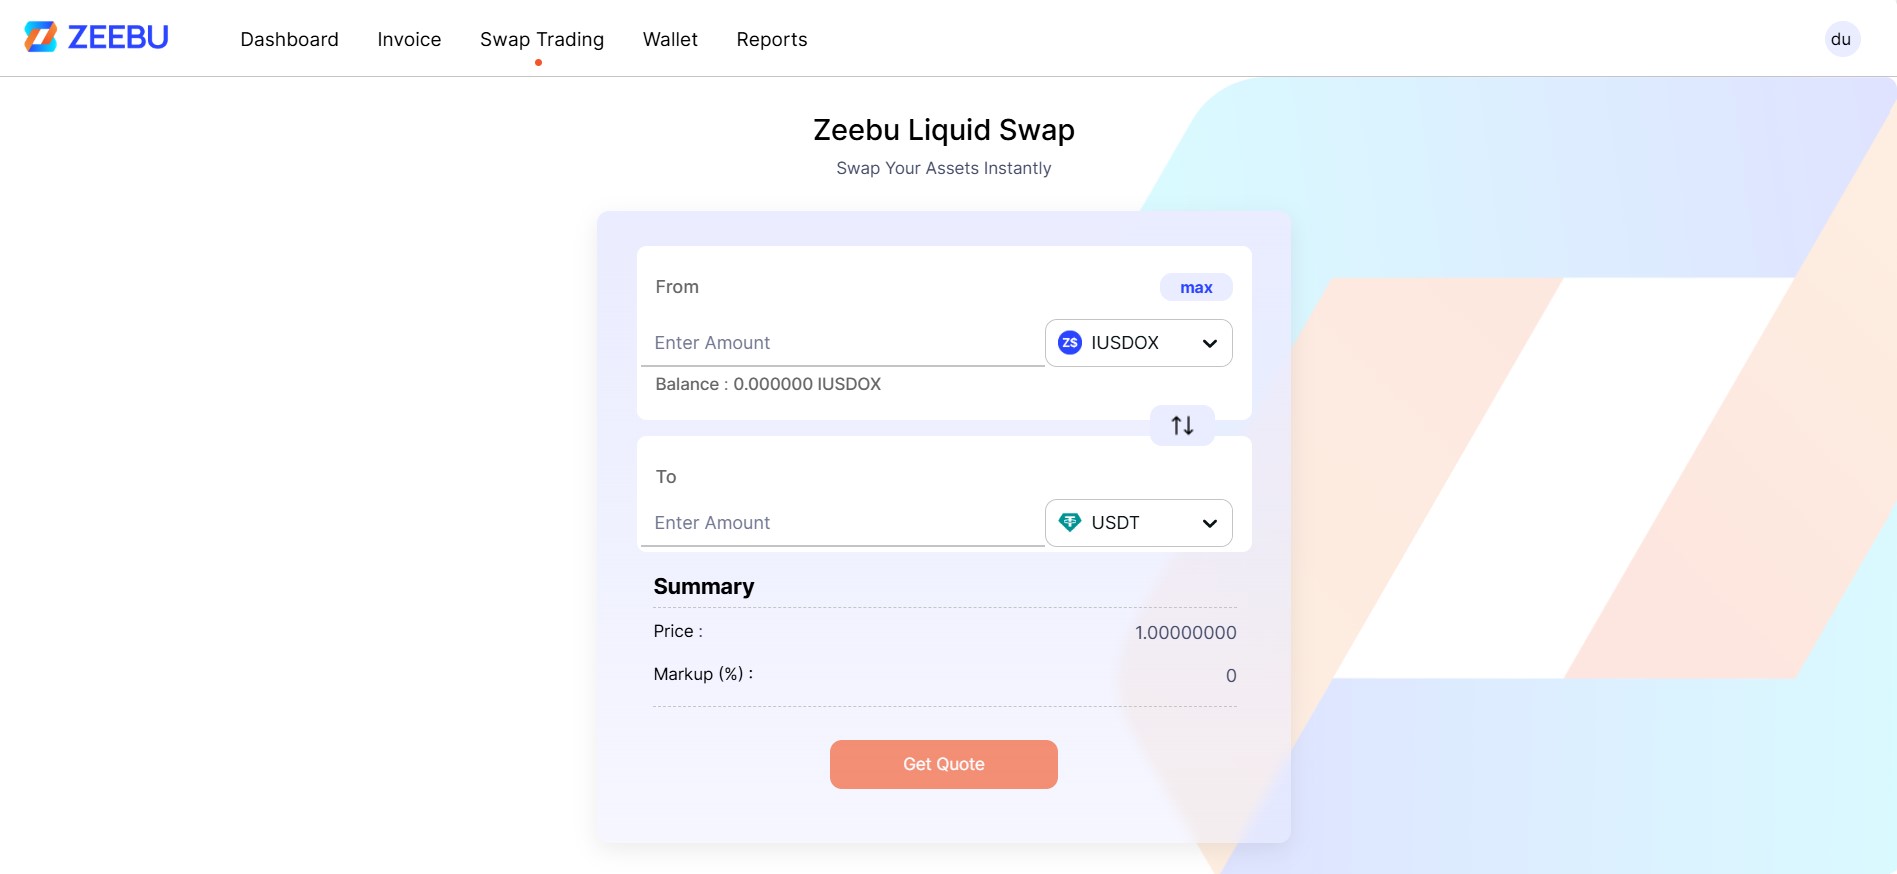 ZEEBU
Dashboard Invoice Swap Trading Wallet Reports du
Zeebu Liquid Swap
Swap Your Assets Instantly
From max
Enter Amount Z$ IUSDOX
Balance : 0.000000 IUSDOX
To
Enter Amount USDT
Summary
Price : 1.00000000
Markup (%) : 0
Get Quote